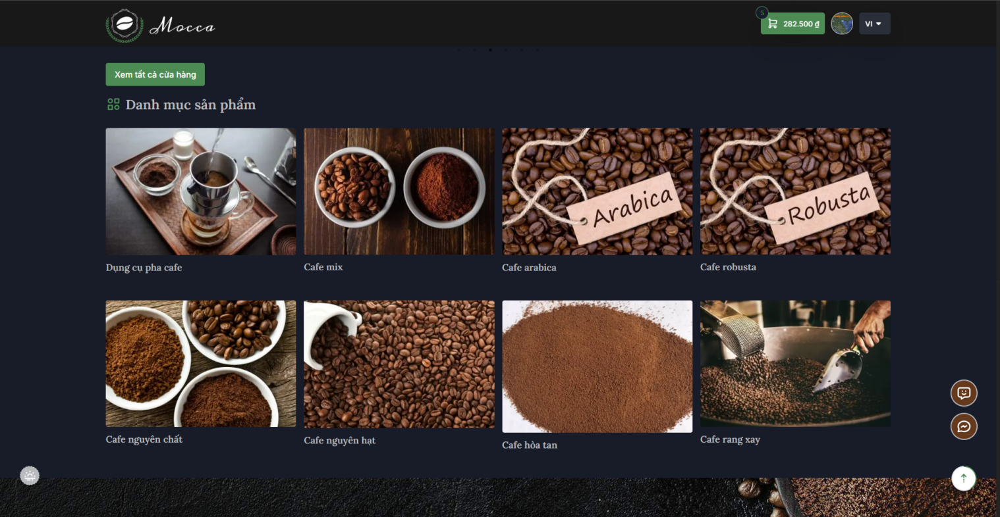 Mocca
5
282.500 ₫
VI
Xem tất cả cửa hàng
Danh mục sản phẩm
Arabica
Robusta
Dụng cụ pha cafe
Cafe mix
Cafe arabica
Cafe robusta
Cafe nguyên chất
Cafe nguyên hạt
Cafe hòa tan
Cafe rang xay